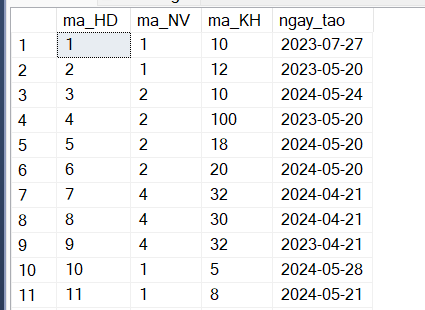 ma_HD ma_NV ma_KH ngay_tao
1 1 1 10 2023-07-27
2 2 1 12 2023-05-20
3 3 2 10 2024-05-24
4 4 2 100 2023-05-20
5 5 2 18 2024-05-20
6 6 2 20 2024-05-20
7 7 4 32 2024-04-21
8 8 4 30 2024-04-21
9 9 4 32 2023-04-21
10 10 1 5 2024-05-28
11 11 1 8 2024-05-21